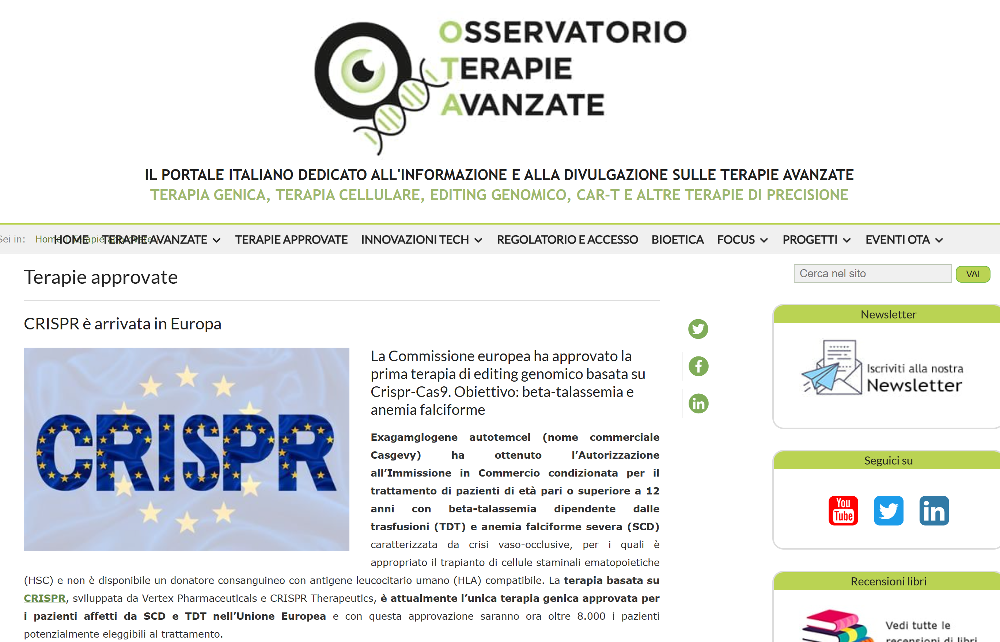 OSSERVATORIO
TERAPIE
AVANZATE
IL PORTALE ITALIANO DEDICATO ALL'INFORMAZIONE E ALLA DIVULGAZIONE SULLE TERAPIE AVANZATE
TERAPIA GENICA, TERAPIA CELLULARE, EDITING GENOMICO, CAR-T E ALTRE TERAPIE DI PRECISIONE
Sei in: Home | Terapie approvate |
HOME TERAPIE AVANZATE TERAPIE APPROVATE INNOVAZIONI TECH REGOLATORIO E ACCESSO BIOETICA FOCUS PROGETTI EVENTI OTA
Terapie approvate
CRISPR è arrivata in Europa
CRISPR
La Commissione europea ha approvato la
prima terapia di editing genomico basata su
Crispr-Cas9. Obiettivo: beta-talassemia e
anemia falciforme
Exagamglogene autotemcel (nome commerciale
Casgevy) ha ottenuto l’Autorizzazione
all’Immissione in Commercio condizionata per il
trattamento di pazienti di età pari o superiore a 12
anni con beta-talassemia dipendente dalle
trasfusioni (TDT) e anemia falciforme severa (SCD)
caratterizzata da crisi vaso-occlusive, per i quali è
appropriato il trapianto di cellule staminali ematopoietiche
(HSC) e non è disponibile un donatore consanguineo con antigene leucocitario umano (HLA) compatibile. La terapia basata su
CRISPR, sviluppata da Vertex Pharmaceuticals e CRISPR Therapeutics, è attualmente l’unica terapia genica approvata per
i pazienti affetti da SCD e TDT nell’Unione Europea e con questa approvazione saranno ora oltre 8.000 i pazienti
potenzialmente eleggibili al trattamento.
Cerca nel sito VAI
Newsletter
Iscriviti alla nostra
Newsletter
Seguici su
You
Tube
in
Recensioni libri
Vedi tutte le
recensioni di libri